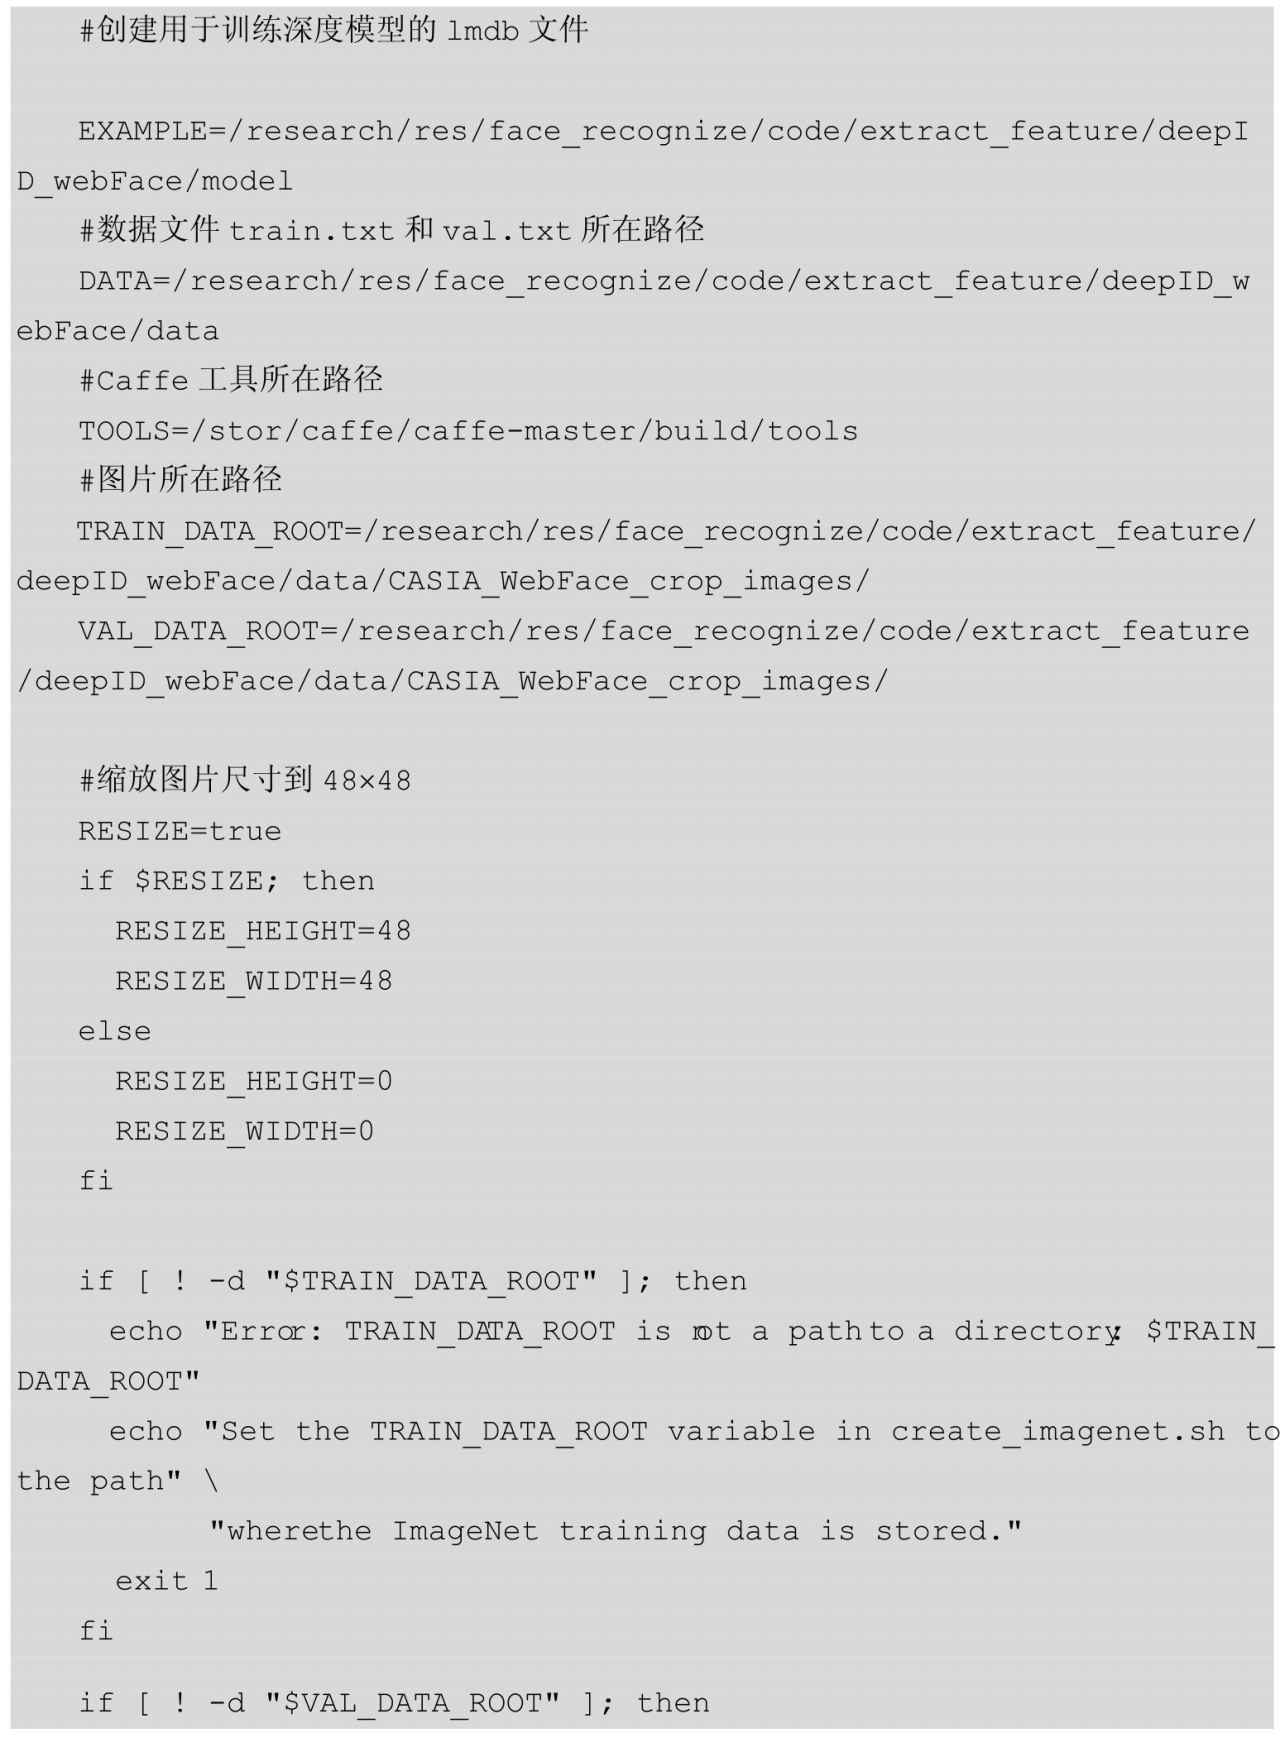 #创建用于训练深度模型的 lmdb 文件
EXAMPLE=/research/res/face_recognize/code/extract_feature/deepI
D_webFace/model
#数据文件 train.txt 和 val.txt 所在路径
DATA=/research/res/face_recognize/code/extract_feature/deepID_w
ebFace/data
#Caffe 工具所在路径
TOOLS=/stor/caffe/caffe-master/build/tools
#图片所在路径
TRAIN_DATA_ROOT=/research/res/face_recognize/code/extract_feature/
deepID_webFace/data/CASIA_WebFace_crop_images/
VAL_DATA_ROOT=/research/res/face_recognize/code/extract_feature
/deepID_webFace/data/CASIA_WebFace_crop_images/
#缩放图片尺寸到 48×48
RESIZE=true
if $RESIZE; then
RESIZE_HEIGHT=48
RESIZE_WIDTH=48
else
RESIZE_HEIGHT=0
RESIZE_WIDTH=0
fi
if [ ! -d "$TRAIN_DATA_ROOT" ]; then
echo "Error: TRAIN_DATA_ROOT is not a path to a directory: $TRAIN_
DATA_ROOT"
echo "Set the TRAIN_DATA_ROOT variable in create_imagenet.sh to
the path" \
"wherethe ImageNet training data is stored."
exit 1
fi
if [ ! -d "$VAL_DATA_ROOT" ]; then